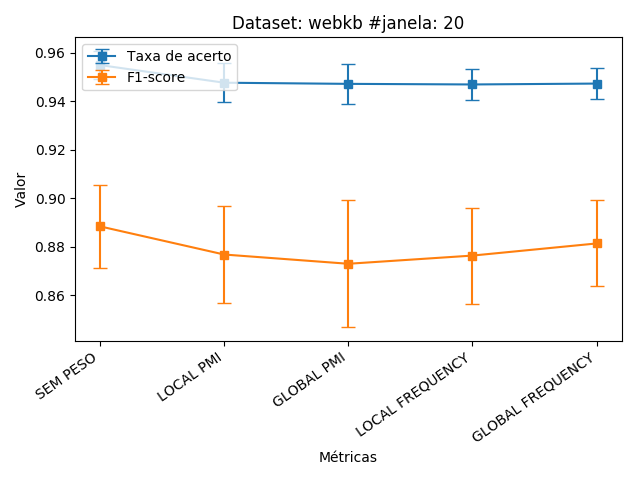 Dataset: webkb #janela: 20
Taxa de acerto
F1-score
Valor
0.96
0.94
0.92
0.90
0.88
0.86
SEM PESO
LOCAL PMI
GLOBAL PMI
LOCAL FREQUENCY
GLOBAL FREQUENCY
Métricas